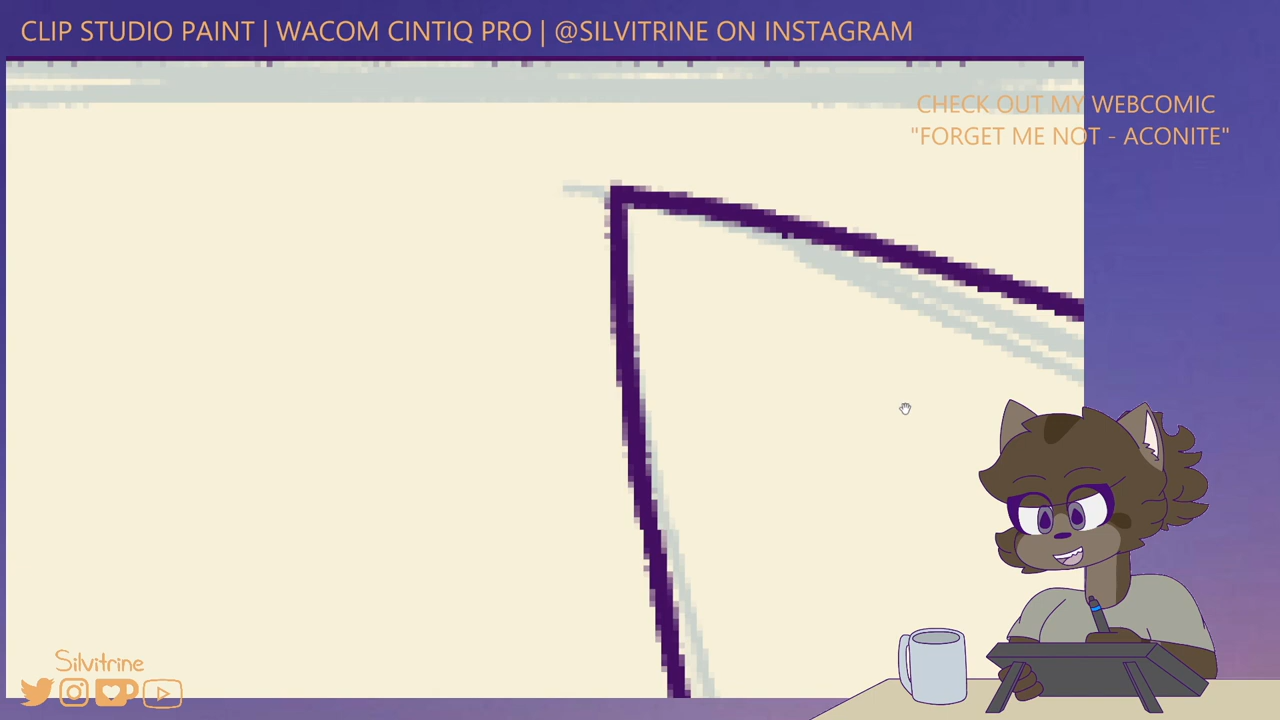 CLIP STUDIO PAINT | WACOM CINTIQ PRO | @SILVITRINE ON INSTAGRAM
CHECK OUT MY WEBCOMIC
"FORGET ME NOT - ACONITE"
Silvitrine